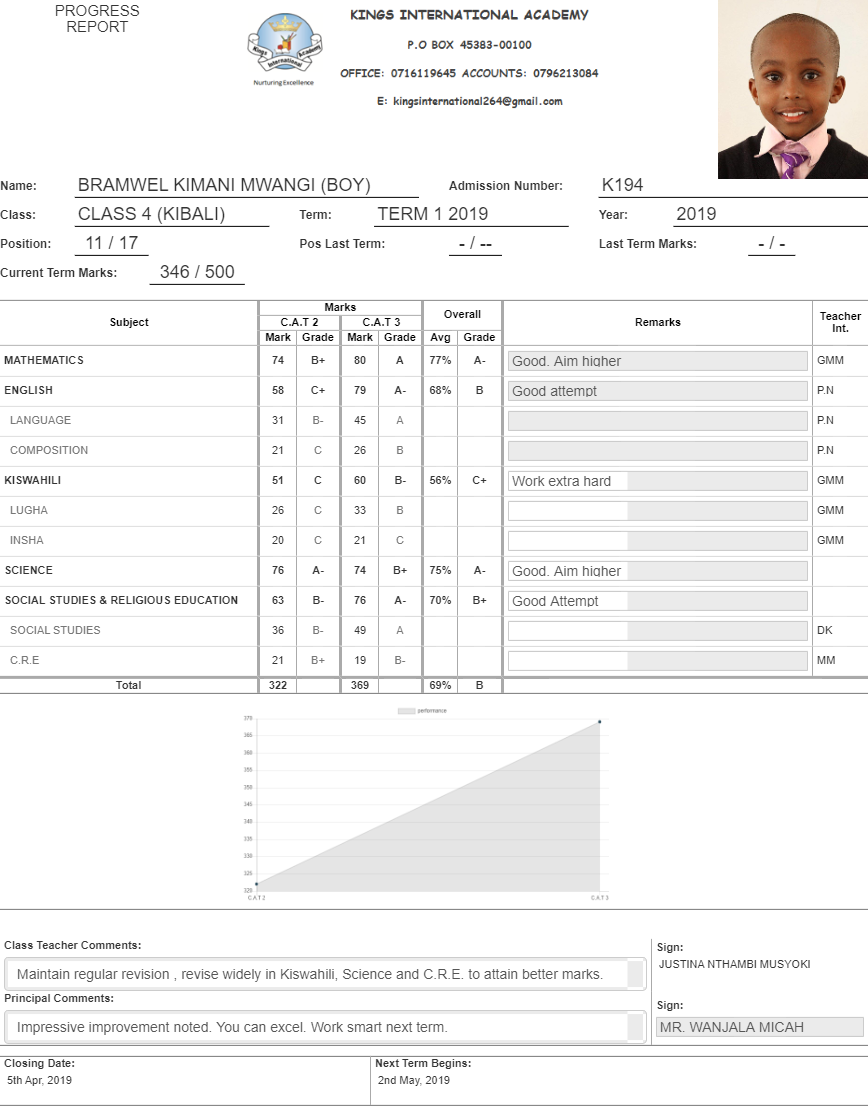 PROGRESS
REPORT
Kings International Academy
Nurturing Excellence
KINGS INTERNATIONAL ACADEMY
P.O BOX 45383-00100
OFFICE: 0716119645 ACCOUNTS: 0796213084
E: kingsinternational264@gmail.com
Name: BRAMWEL KIMANI MWANGI (BOY) Admission Number: K194
Class: CLASS 4 (KIBALI) Term: TERM 1 2019 Year: 2019
Position: 11 / 17 Pos Last Term: - / -- Last Term Marks: - / -
Current Term Marks: 346 / 500
Subject Marks Overall Remarks Teacher Int.
C.A.T 2 C.A.T 3
Mark Grade Mark Grade Avg Grade
MATHEMATICS 74 B+ 80 A 77% A- Good. Aim higher GMM
ENGLISH 58 C+ 79 A- 68% B Good attempt P.N
LANGUAGE 31 B- 45 A P.N
COMPOSITION 21 C 26 B P.N
KISWAHILI 51 C 60 B- 56% C+ Work extra hard GMM
LUGHA 26 C 33 B GMM
INSHA 20 C 21 C GMM
SCIENCE 76 A- 74 B+ 75% A- Good. Aim higher
SOCIAL STUDIES & RELIGIOUS EDUCATION 63 B- 76 A- 70% B+ Good Attempt
SOCIAL STUDIES 36 B- 49 A DK
C.R.E 21 B+ 19 B- MM
Total 322 369 69% B
performance
370
365
360
355
350
345
340
335
330
325
320
C.A.T 2 C.A.T 3
Class Teacher Comments:
Maintain regular revision , revise widely in Kiswahili, Science and C.R.E. to attain better marks.
Sign:
JUSTINA NTHAMBI MUSYOKI
Principal Comments:
Impressive improvement noted. You can excel. Work smart next term.
Sign:
MR. WANJALA MICAH
Closing Date: Next Term Begins:
5th Apr, 2019 2nd May, 2019